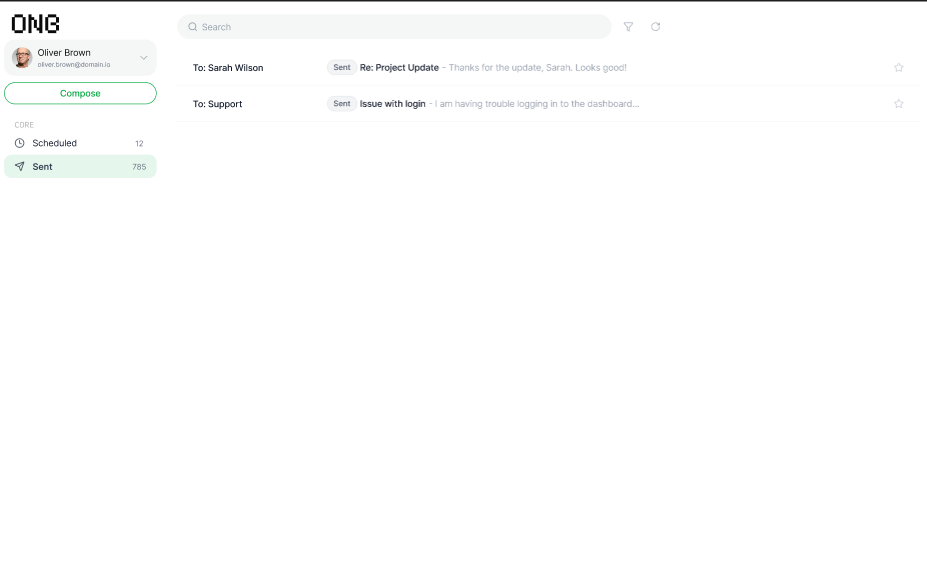 ONB
Oliver Brown
oliver.brown@domain.io
Compose
CORE
Scheduled 12
Sent 785
Search
To: Sarah Wilson Sent Re: Project Update - Thanks for the update, Sarah. Looks good!
To: Support Sent Issue with login - I am having trouble logging in to the dashboard...